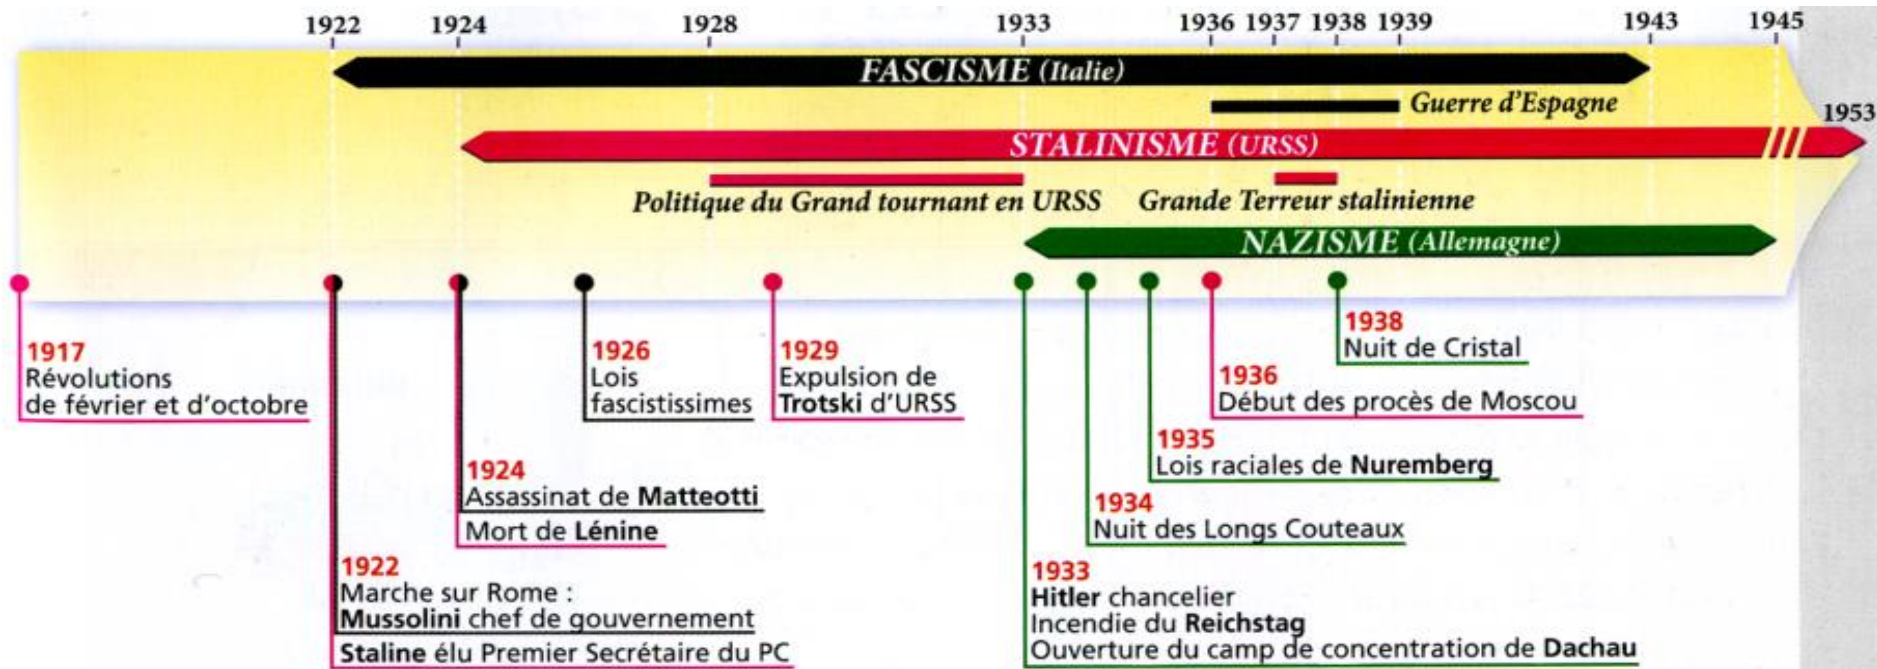 1922 1924 1928 1933 1936 1937 1938 1939 1943 1945
FASCISME (Italie)
Guerre d'Espagne
1953
STALINISME (URSS)
Politique du Grand tournant en URSS
Grande Terreur stalinienne
NAZISME (Allemagne)
1917
Révolutions
de février et d'octobre
1922
Marche sur Rome :
Mussolini chef de gouvernement
Staline élu Premier Secrétaire du PC
1924
Assassinat de Matteotti
Mort de Lénine
1926
Lois
fascistissimes
1929
Expulsion de
Trotski d'URSS
1933
Hitler chancelier
Incendie du Reichstag
Ouverture du camp de concentration de Dachau
1934
Nuit des Longs Couteaux
1935
Lois raciales de Nuremberg
1936
Début des procès de Moscou
1938
Nuit de Cristal